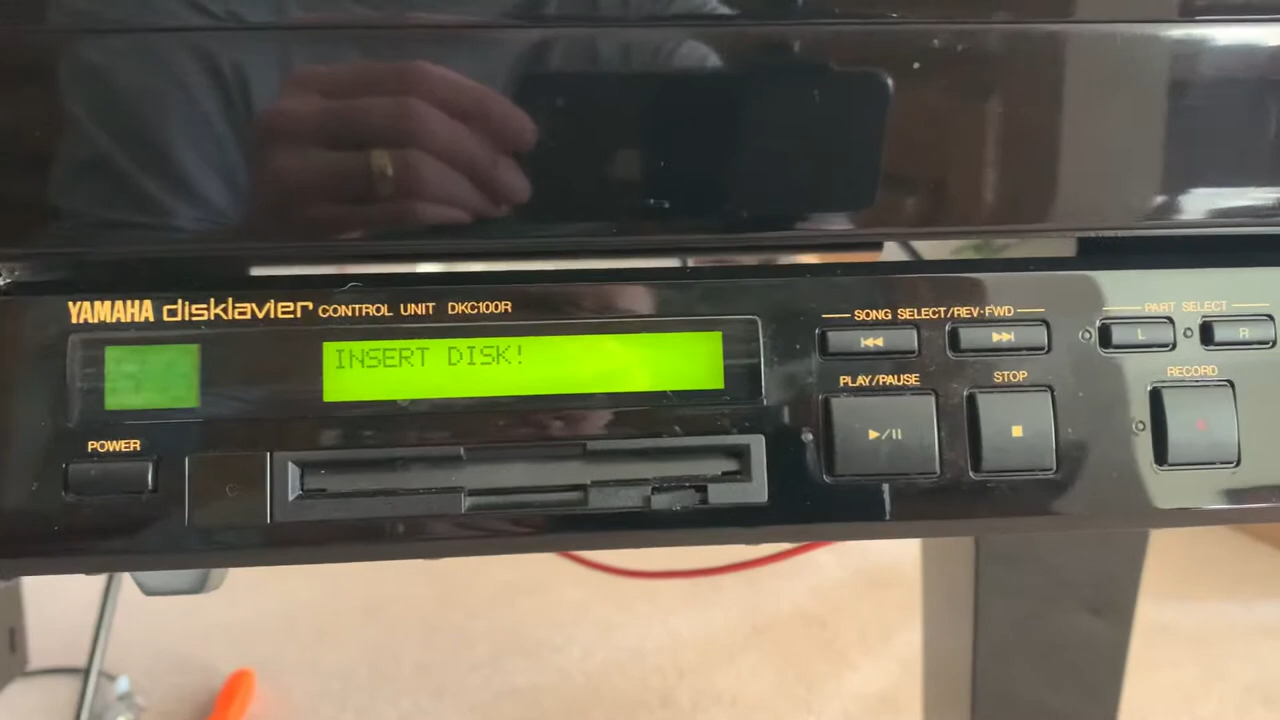 YAMAHA disklavier CONTROL UNIT DKC100R
INSERT DISK!
POWER
SONG SELECT/REV·FWD
PLAY/PAUSE
STOP
PART SELECT
L
R
RECORD